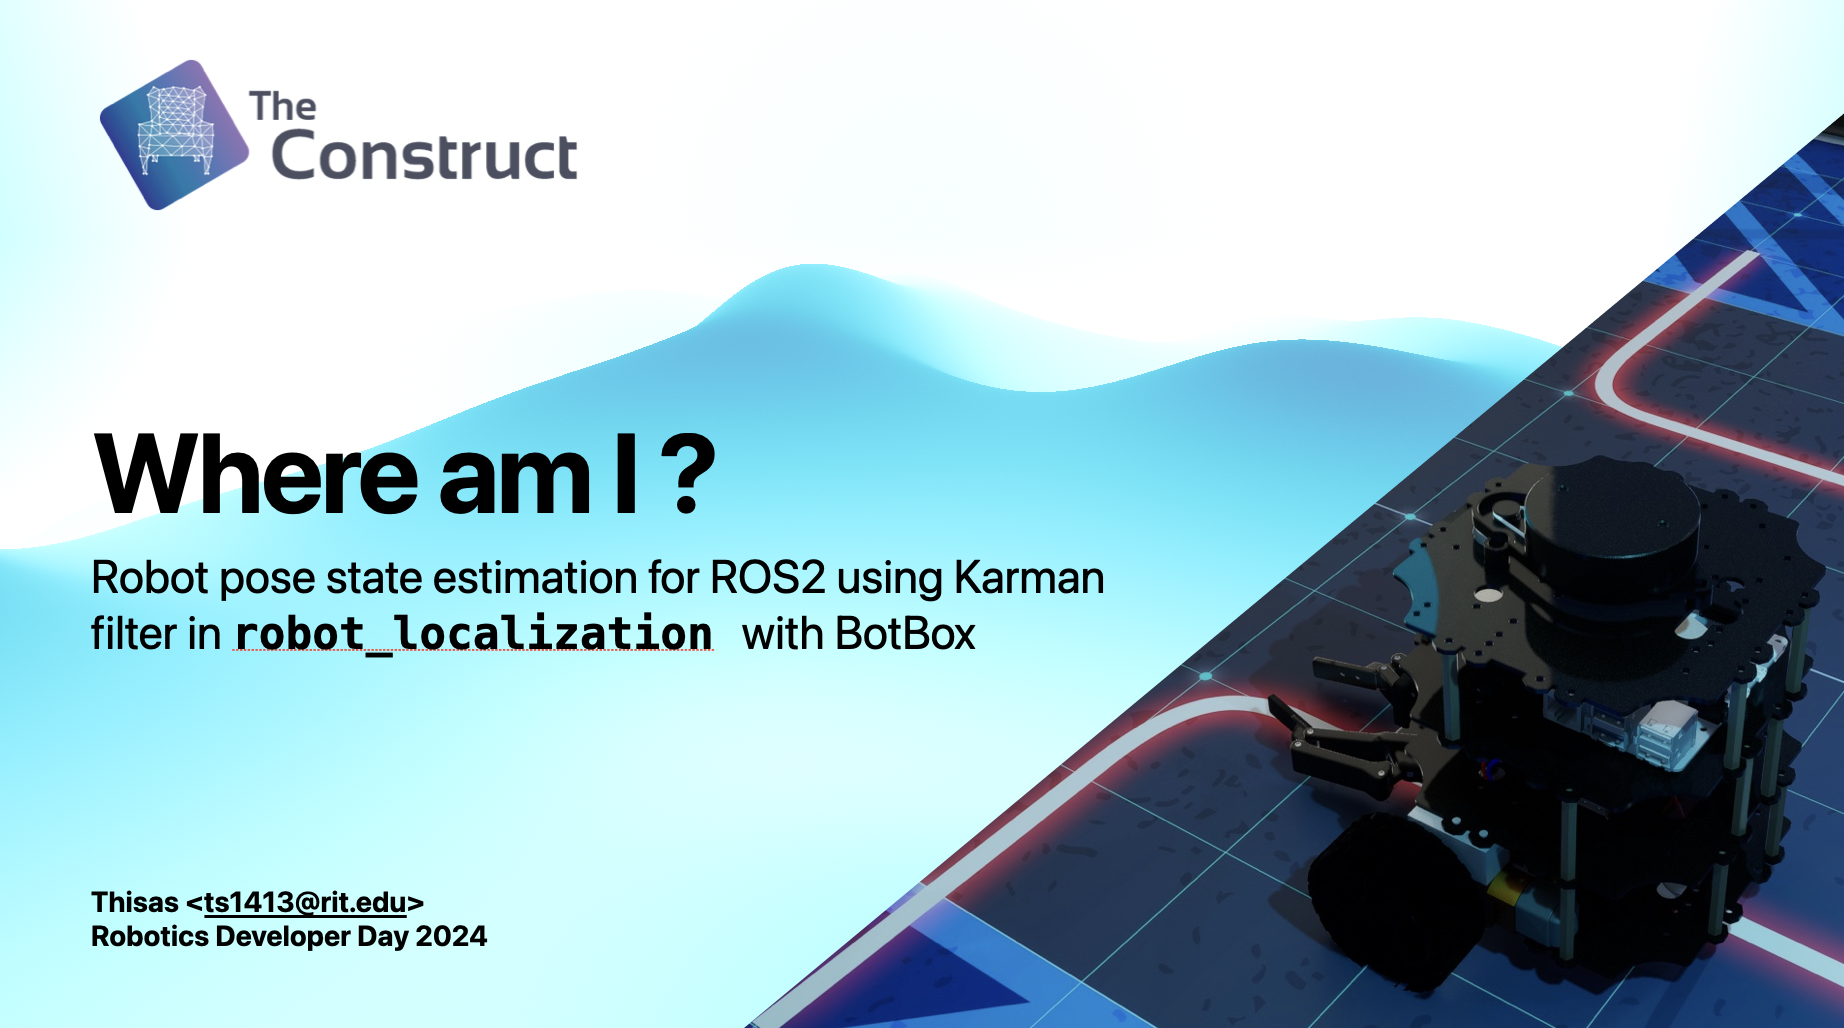 The
Construct
Where am I ?
Robot pose state estimation for ROS2 using Karman
filter in robot_localization with BotBox
Thisas <ts1413@rit.edu>
Robotics Developer Day 2024